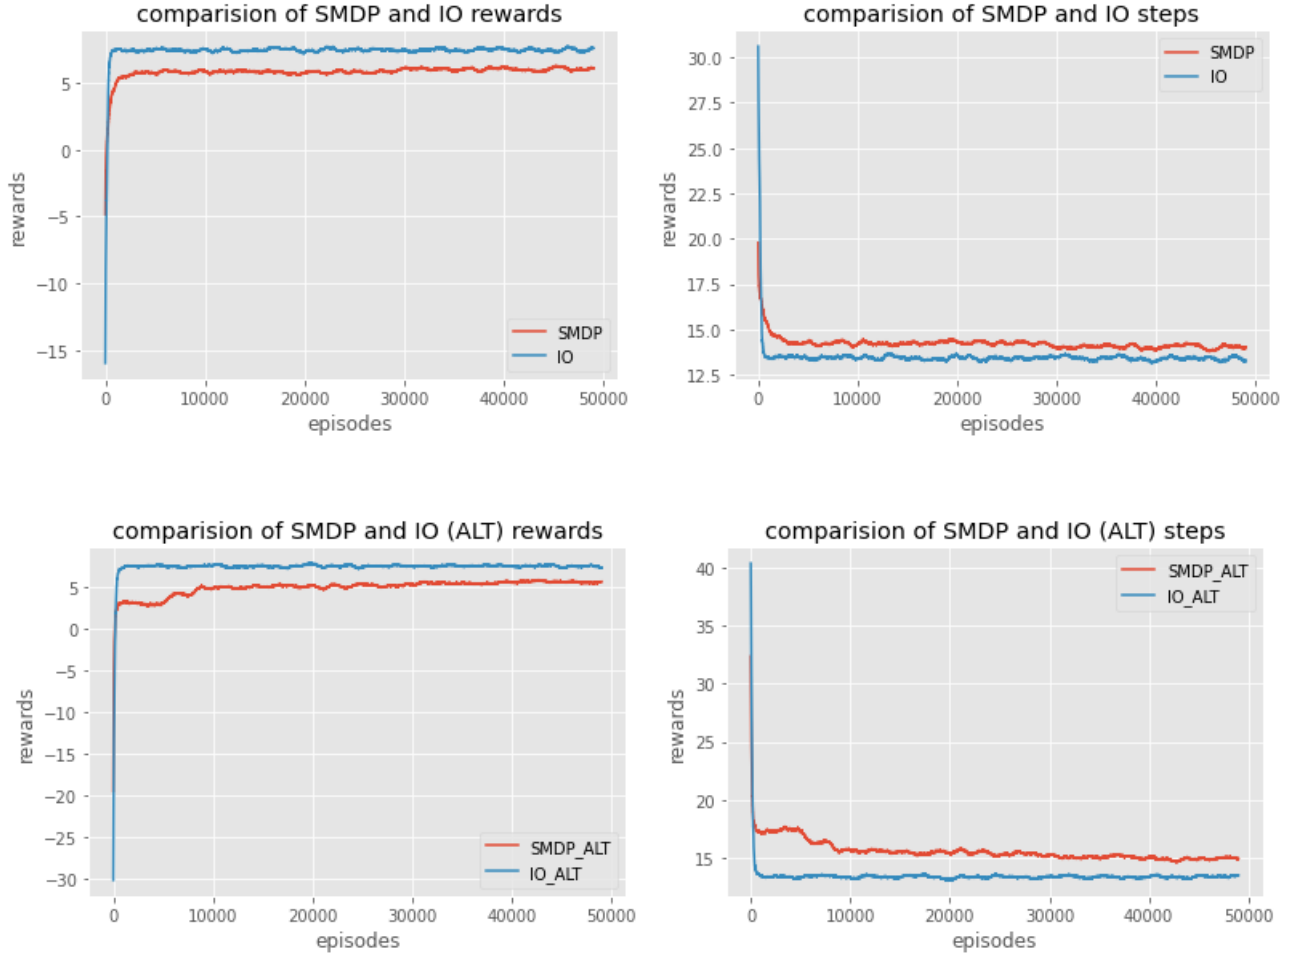 comparision of SMDP and IO rewards
5
0
−5
−10
−15
rewards
0 10000 20000 30000 40000 50000
episodes
SMDP
IO
comparision of SMDP and IO steps
30.0
27.5
25.0
22.5
20.0
17.5
15.0
12.5
rewards
0 10000 20000 30000 40000 50000
episodes
SMDP
IO
comparision of SMDP and IO (ALT) rewards
5
0
−5
−10
−15
−20
−25
−30
rewards
0 10000 20000 30000 40000 50000
episodes
SMDP_ALT
IO_ALT
comparision of SMDP and IO (ALT) steps
40
35
30
25
20
15
rewards
0 10000 20000 30000 40000 50000
episodes
SMDP_ALT
IO_ALT